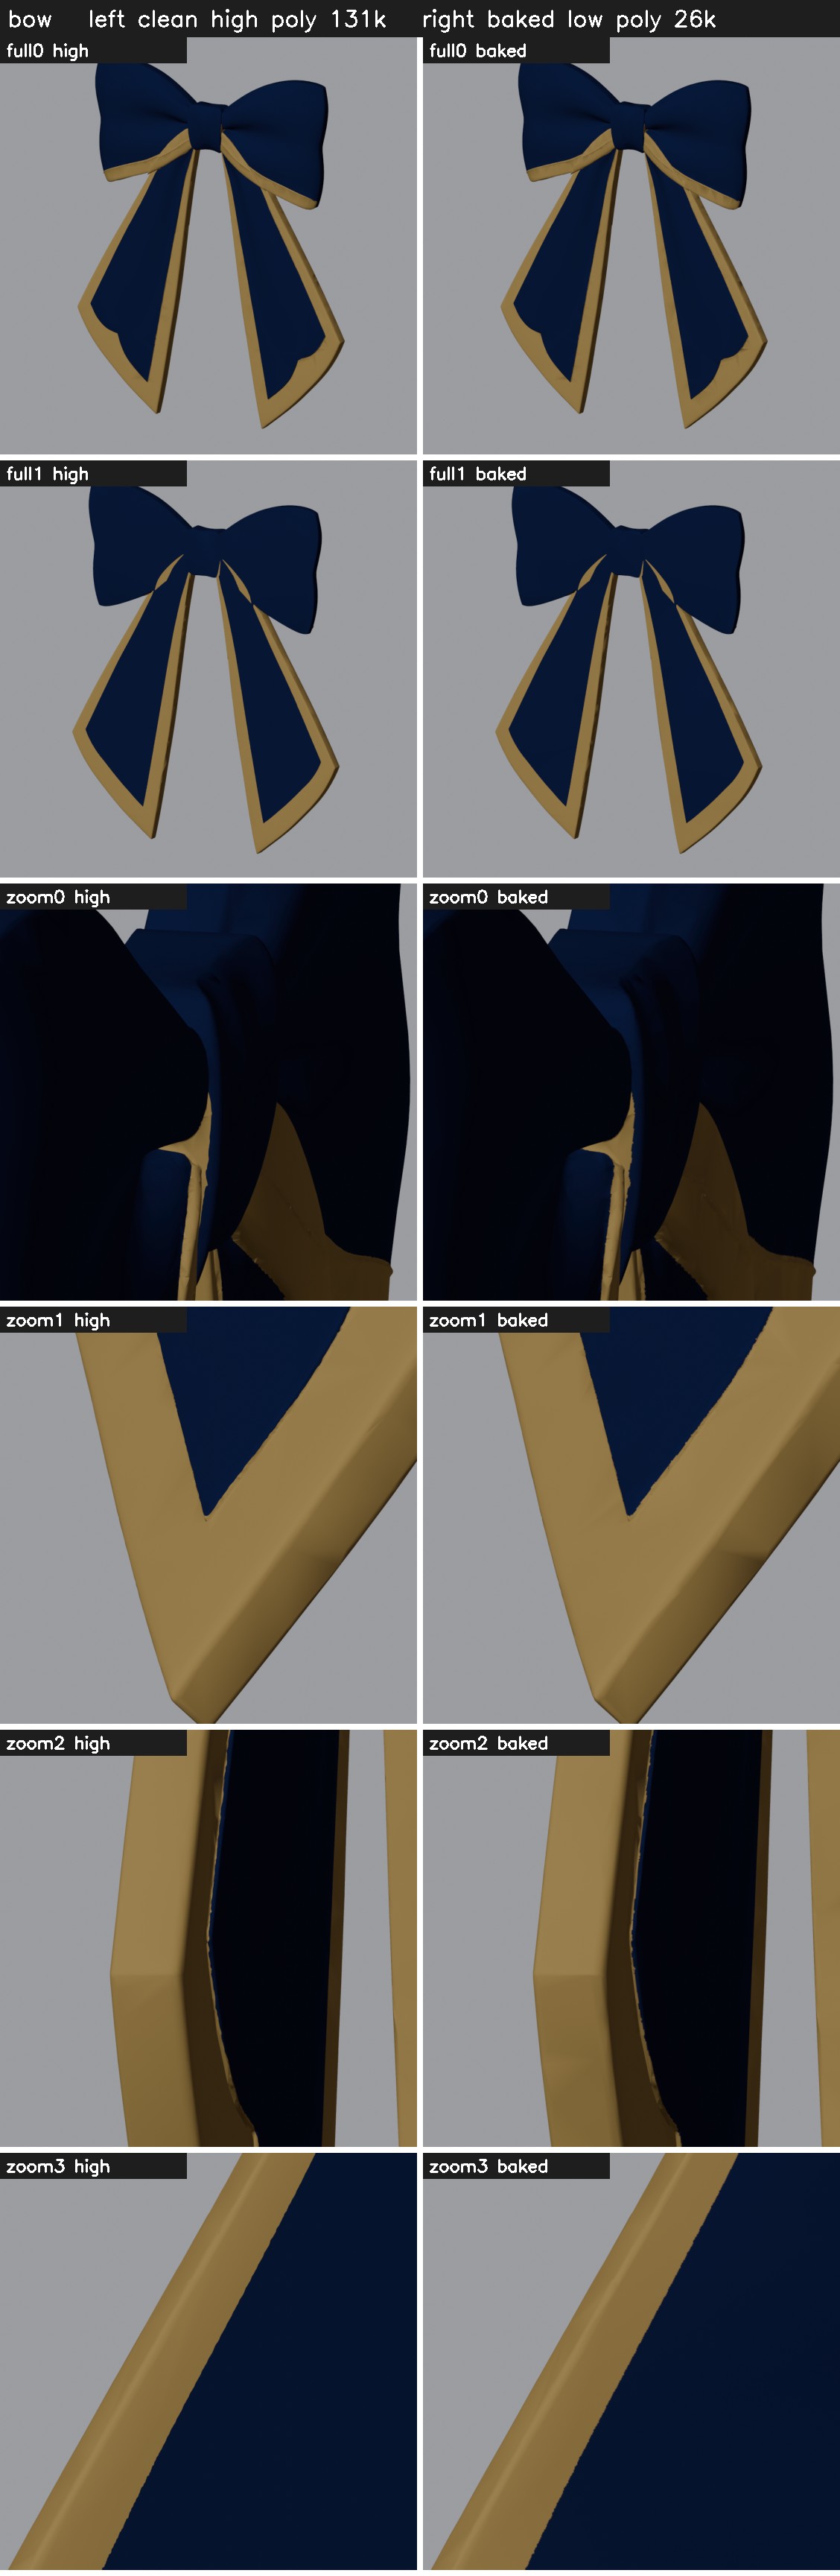 bow left clean high poly 131k right baked low poly 26k
full0 high full0 baked
full1 high full1 baked
zoom0 high zoom0 baked
zoom1 high zoom1 baked
zoom2 high zoom2 baked
zoom3 high zoom3 baked